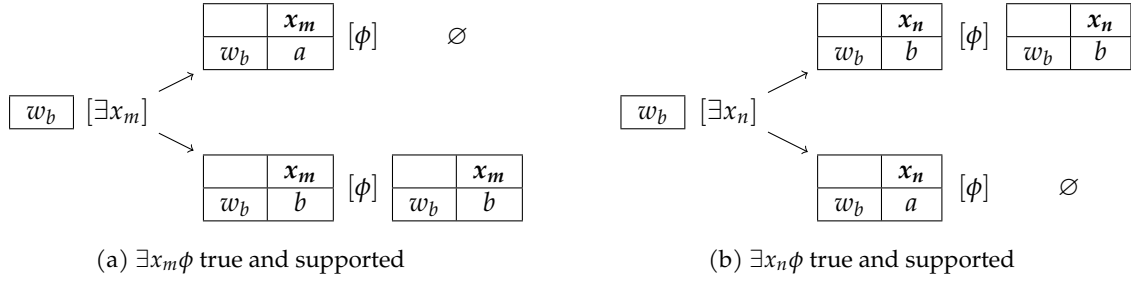 x_m [ϕ] ∅
w_b a
w_b [∃x_m]
x_m [ϕ] x_m
w_b b w_b b
(a) ∃x_mϕ true and supported
x_n [ϕ] x_n
w_b b w_b b
w_b [∃x_n]
x_n [ϕ] ∅
w_b a
(b) ∃x_nϕ true and supported